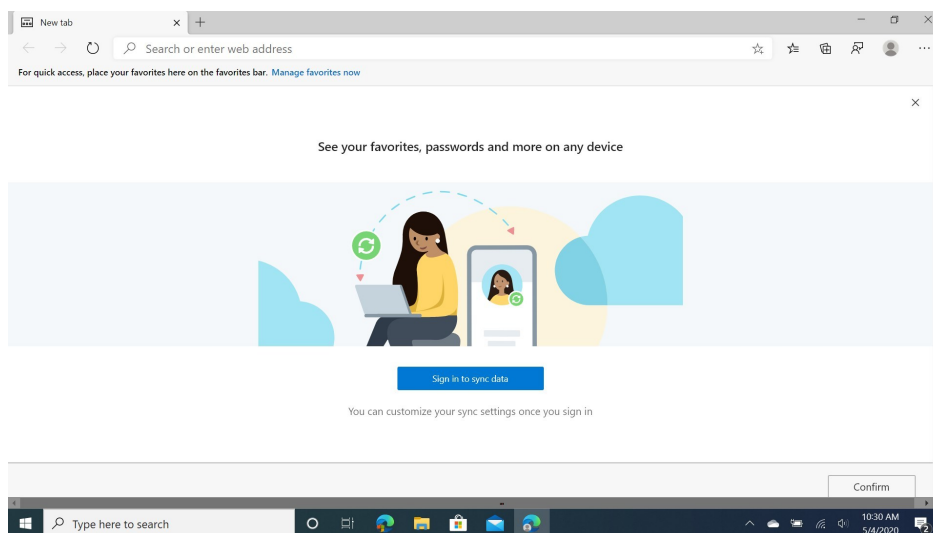 New tab
Search or enter web address
For quick access, place your favorites here on the favorites bar. Manage favorites now
See your favorites, passwords and more on any device
Sign in to sync data
You can customize your sync settings once you sign in
Confirm
Type here to search
10:30 AM
5/4/2020
2